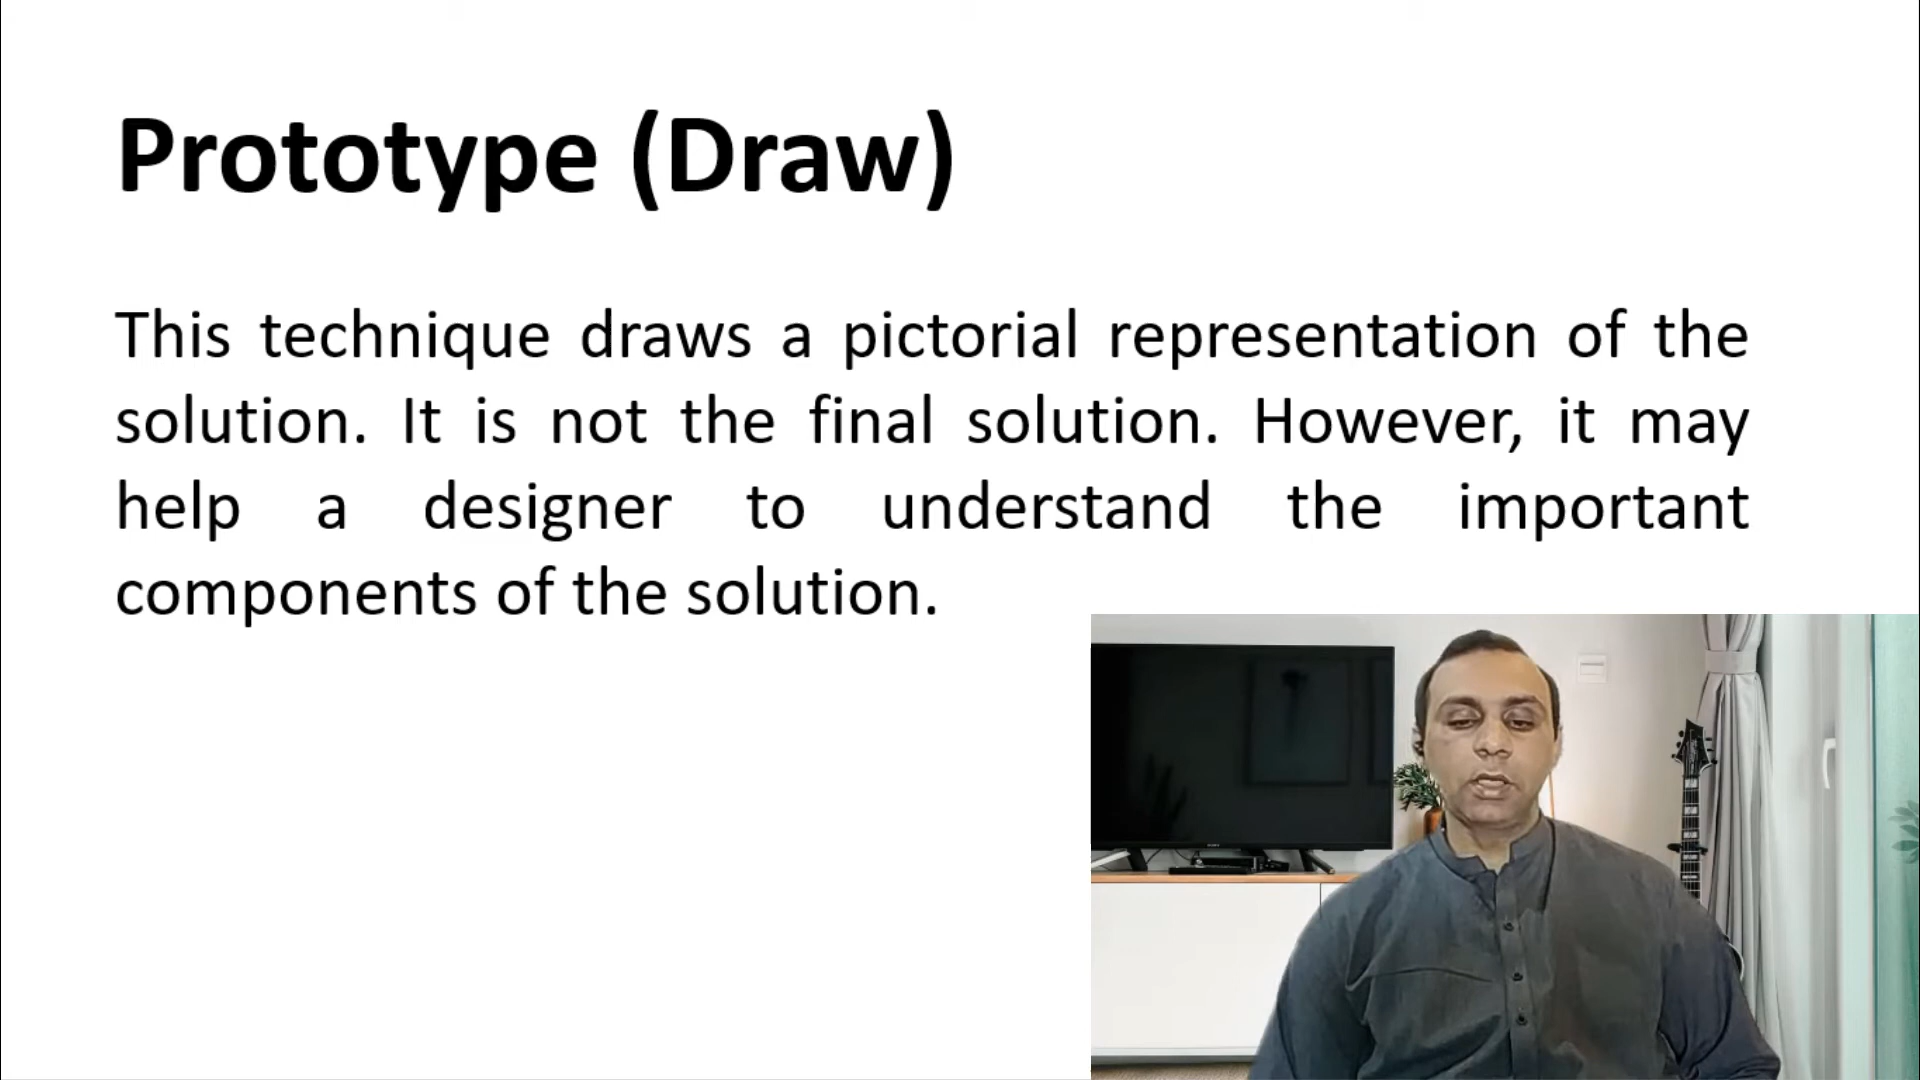 Prototype (Draw)
This technique draws a pictorial representation of the
solution. It is not the final solution. However, it may
help a designer to understand the important
components of the solution.